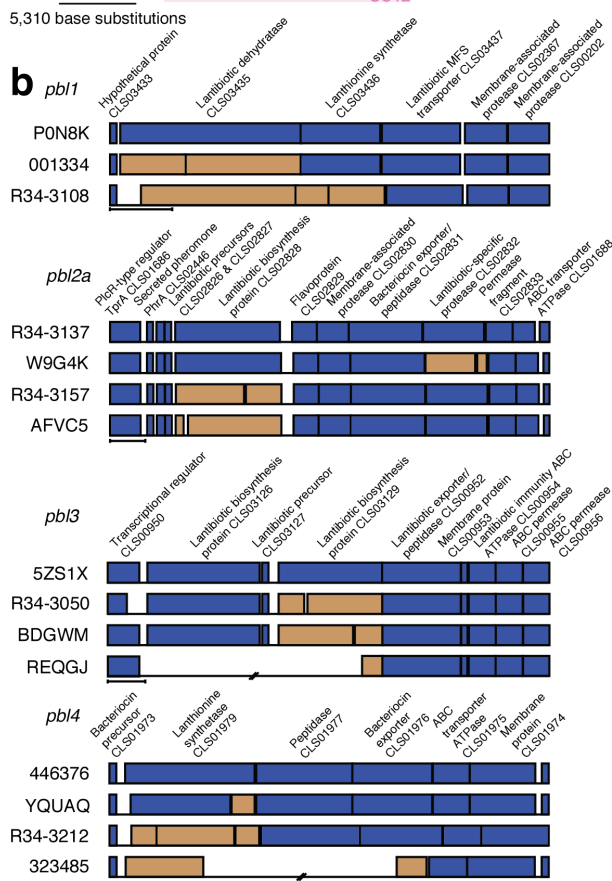 5,310 base substitutions
b
pbl1
Hypothetical protein
CLS03433
Lantibiotic dehydratase
CLS03435
Lanthionine synthetase
CLS03436
Lantibiotic MFS
transporter CLS03437
Membrane-associated
protease CLS02367
Membrane-associated
protease CLS00202
P0N8K
001334
R34-3108
pbl2a
PlcR-type regulator
TprA CLS01686
Secreted pheromone
PhrA CLS02446
Lantibiotic precursors
CLS02826 & CLS02827
Lantibiotic biosynthesis
protein CLS02828
Flavoprotein
CLS02829
Membrane-associated
protease CLS02830
Bacteriocin exporter/
peptidase CLS02831
Lantibiotic-specific
protease CLS02832
Permease
fragment
CLS02833
ABC transporter
ATPase CLS01688
R34-3137
W9G4K
R34-3157
AFVC5
pbl3
Transcriptional regulator
CLS00950
Lantibiotic biosynthesis
protein CLS03126
Lantibiotic precursor
CLS03127
Lantibiotic biosynthesis
protein CLS03129
Lantibiotic exporter/
peptidase CLS00952
Membrane protein
CLS00953
Lantibiotic immunity ABC
ATPase CLS00954
ABC permease
CLS00955
ABC permease
CLS00956
5ZS1X
R34-3050
BDGWM
REQGJ
pbl4
Bacteriocin
precursor
CLS01973
Lanthionine
synthetase
CLS01979
Peptidase
CLS01977
Bacteriocin
exporter
CLS01976
ABC
transporter
ATPase
CLS01975
Membrane
protein
CLS01974
446376
YQUAQ
R34-3212
323485